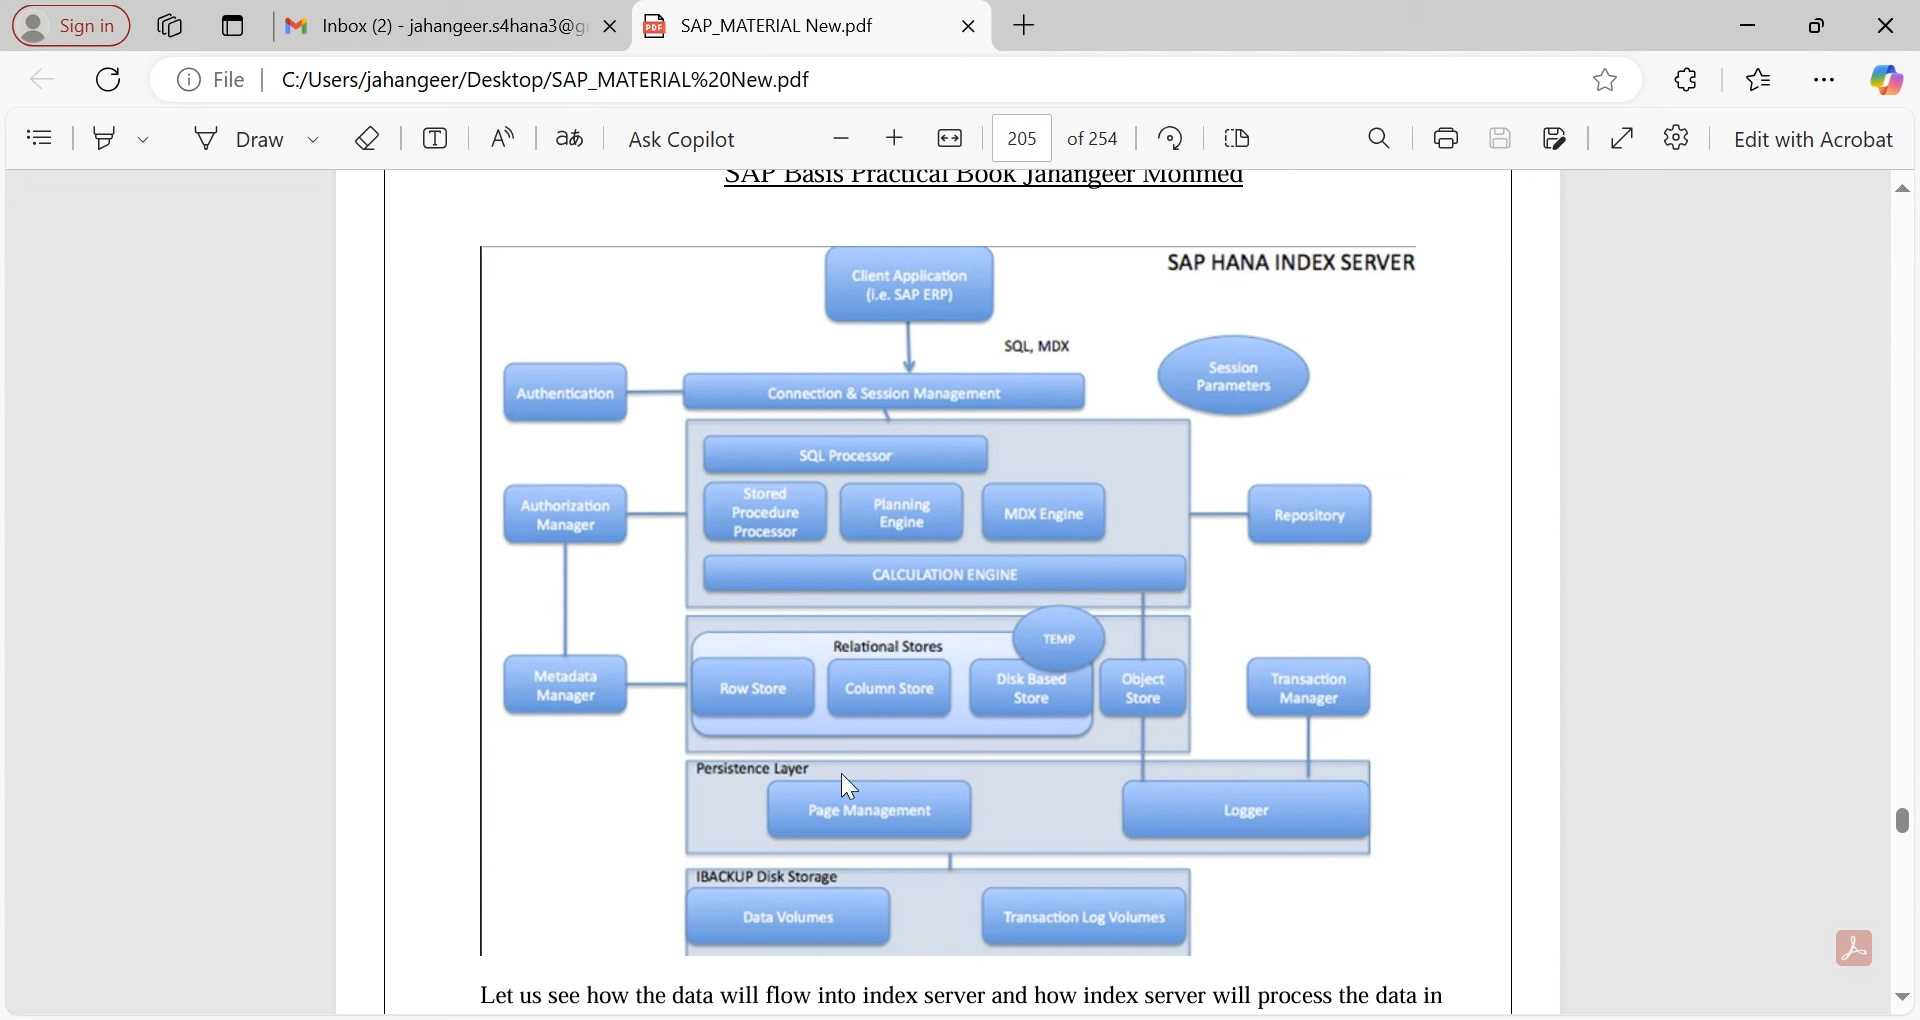 Sign in
Inbox (2) - jahangeer.s4hana3@g
SAP_MATERIAL New.pdf
File
C:/Users/jahangeer/Desktop/SAP_MATERIAL%20New.pdf
Draw
aあ
Ask Copilot
205 of 254
Edit with Acrobat
SAP Basis Practical Book Jahangeer Mohmed
SAP HANA INDEX SERVER
Client Application
(i.e. SAP ERP)
SQL, MDX
Session
Parameters
Authentication
Connection & Session Management
SQL Processor
Authorization
Manager
Stored
Procedure
Processor
Planning
Engine
MDX Engine
Repository
CALCULATION ENGINE
TEMP
Relational Stores
Metadata
Manager
Row Store
Column Store
Disk Based
Store
Object
Store
Transaction
Manager
Persistence Layer
Page Management
Logger
IBACKUP Disk Storage
Data Volumes
Transaction Log Volumes
Let us see how the data will flow into index server and how index server will process the data in